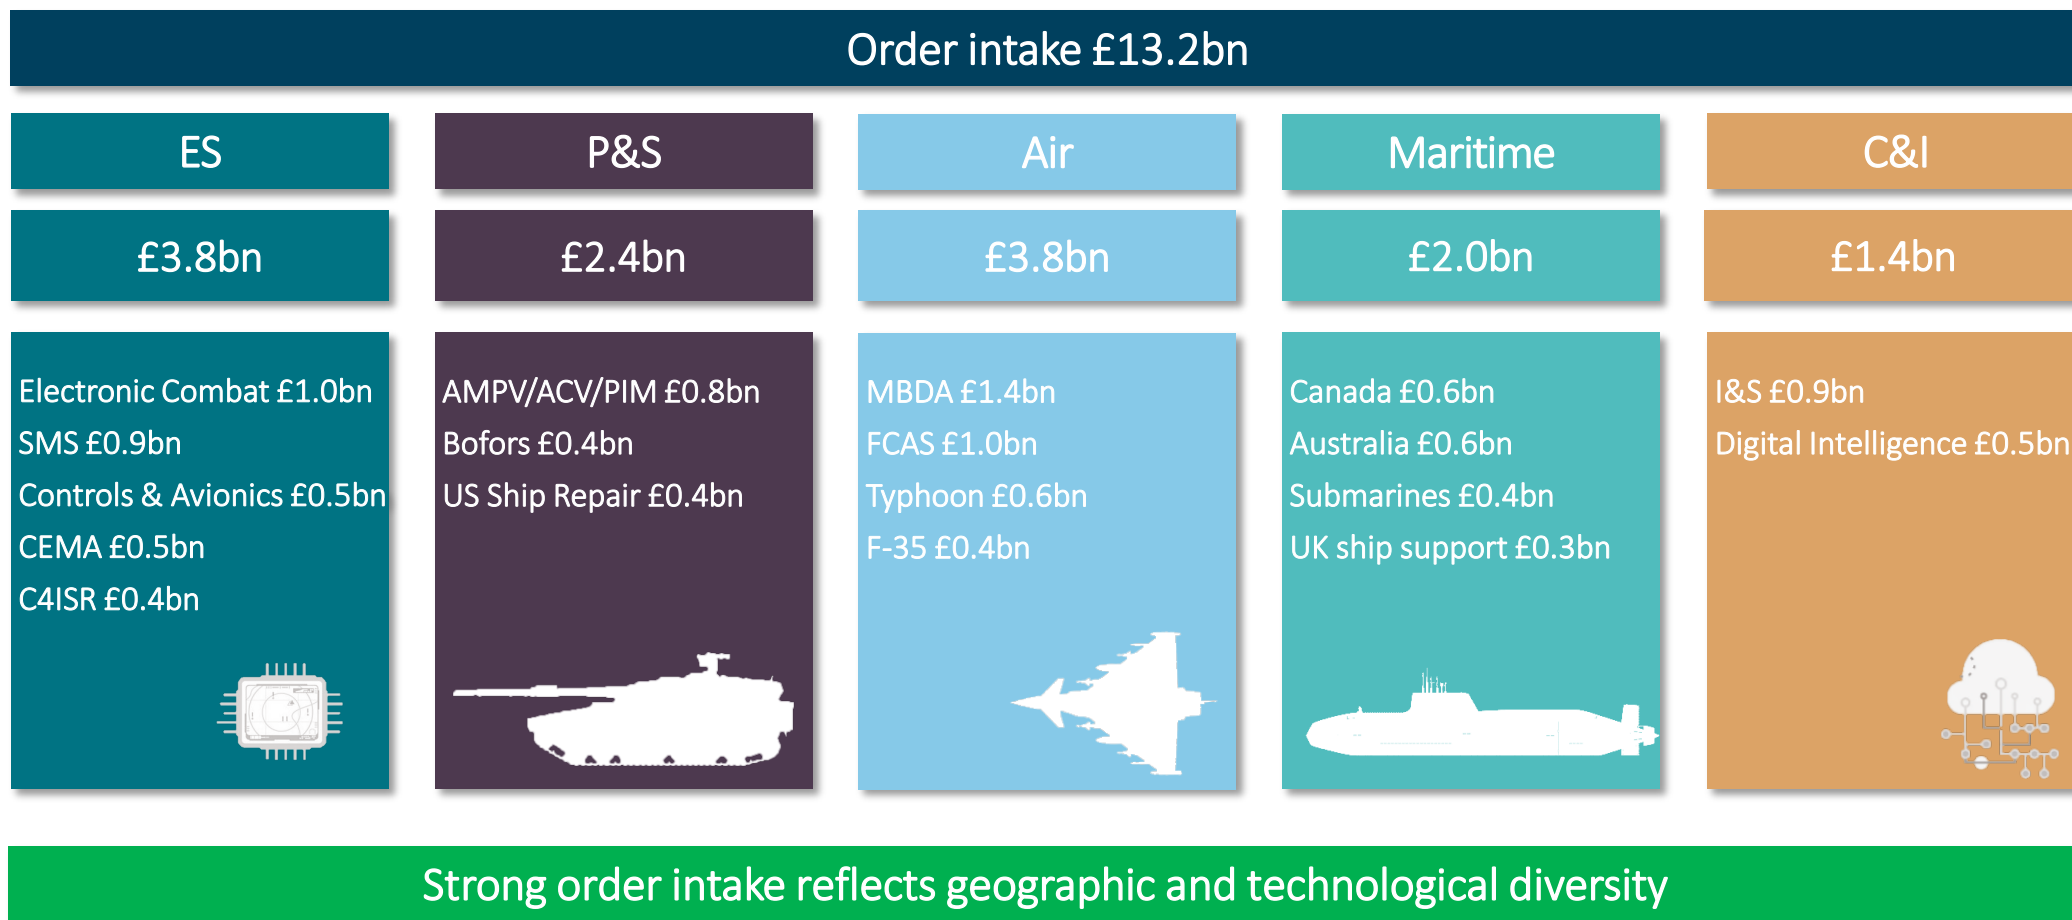 Order intake £13.2bn
ES
£3.8bn
Electronic Combat £1.0bn
SMS £0.9bn
Controls & Avionics £0.5bn
CEMA £0.5bn
C4ISR £0.4bn
P&S
£2.4bn
AMPV/ACV/PIM £0.8bn
Bofors £0.4bn
US Ship Repair £0.4bn
Air
£3.8bn
MBDA £1.4bn
FCAS £1.0bn
Typhoon £0.6bn
F-35 £0.4bn
Maritime
£2.0bn
Canada £0.6bn
Australia £0.6bn
Submarines £0.4bn
UK ship support £0.3bn
C&I
£1.4bn
I&S £0.9bn
Digital Intelligence £0.5bn
Strong order intake reflects geographic and technological diversity